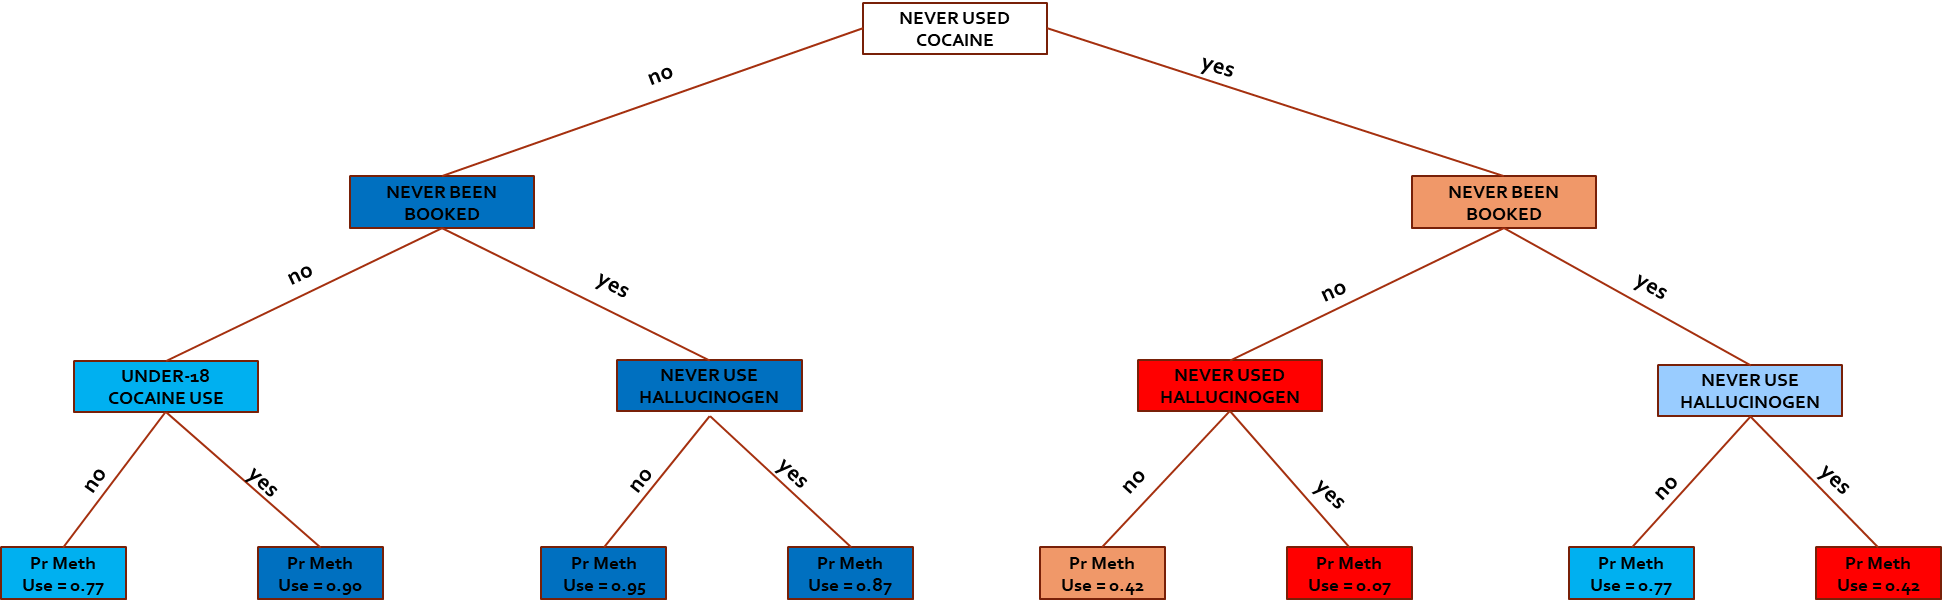 NEVER USED
COCAINE
no
yes
NEVER BEEN
BOOKED
NEVER BEEN
BOOKED
no
yes
no
yes
UNDER-18
COCAINE USE
NEVER USE
HALLUCINOGEN
NEVER USED
HALLUCINOGEN
NEVER USE
HALLUCINOGEN
no
yes
no
yes
no
yes
no
yes
Pr Meth
Use = 0.77
Pr Meth
Use = 0.90
Pr Meth
Use = 0.95
Pr Meth
Use = 0.87
Pr Meth
Use = 0.42
Pr Meth
Use = 0.07
Pr Meth
Use = 0.77
Pr Meth
Use = 0.42